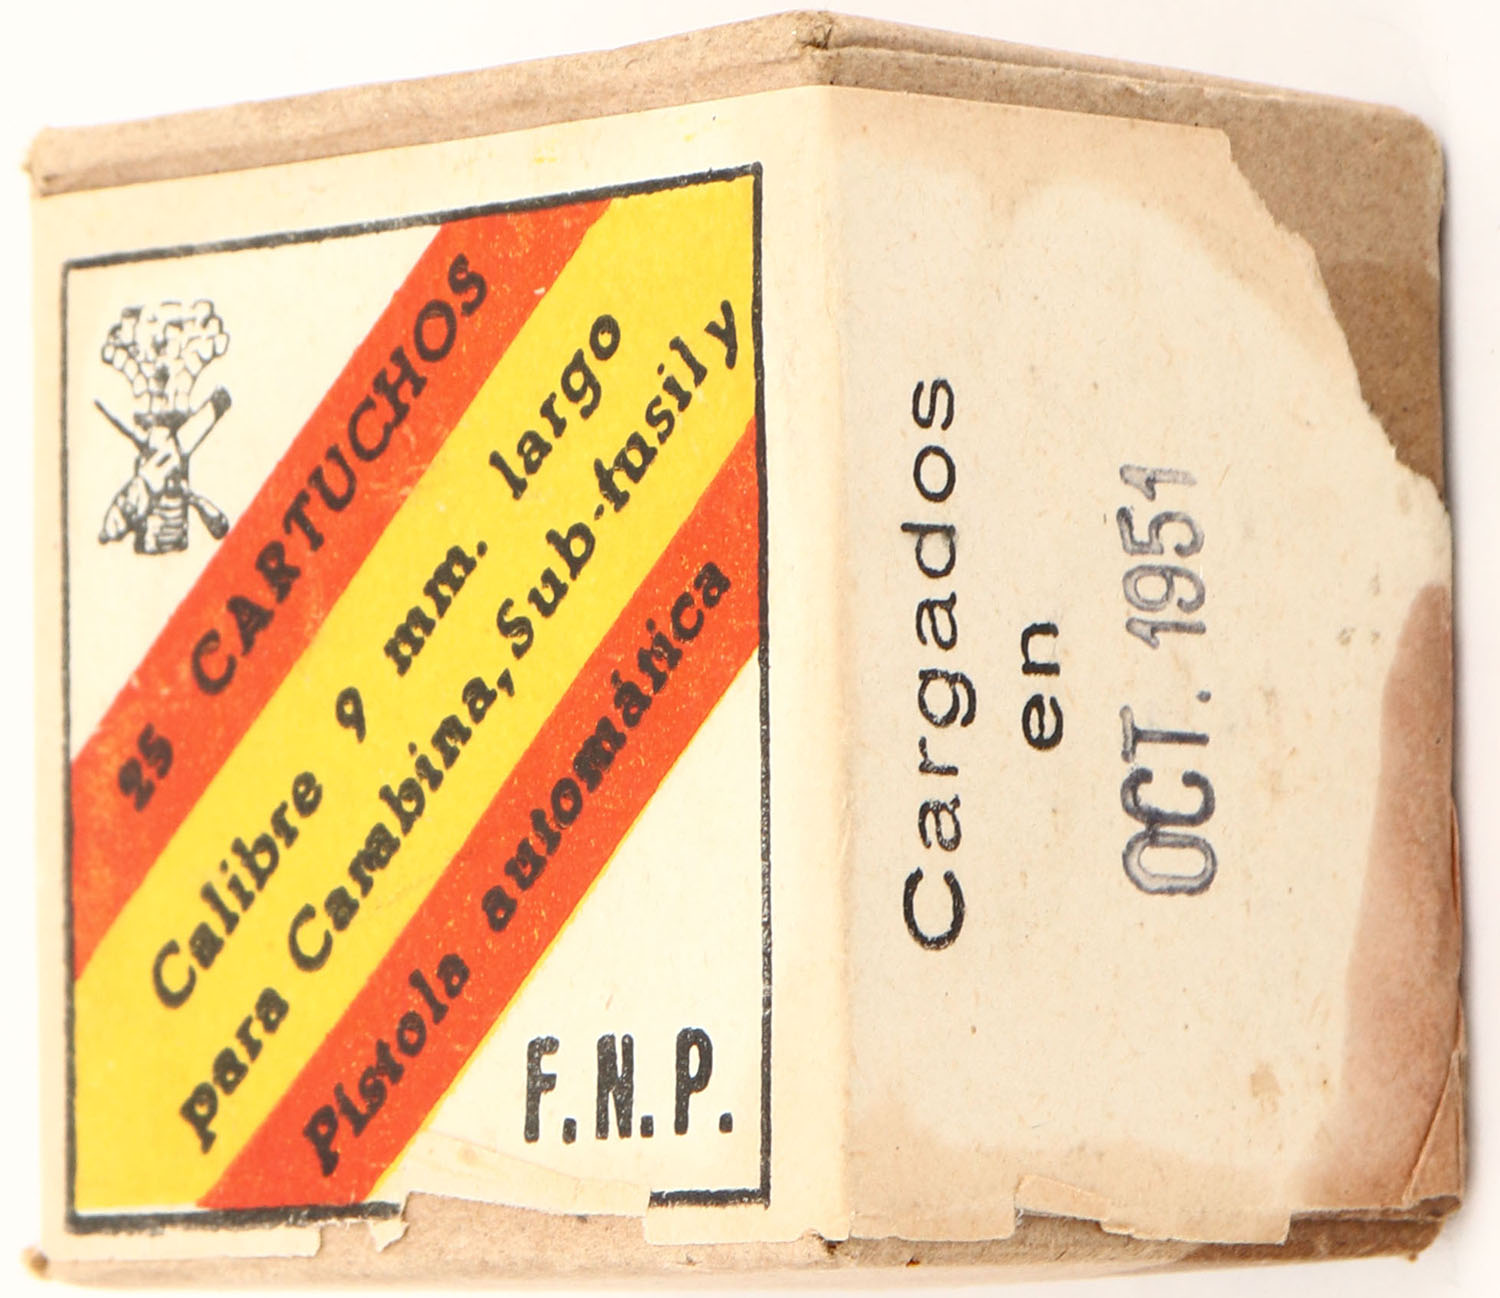 25 CARTUCHOS
Calibre 9 mm. largo
para Carabina, Sub-fusil y
Pistola automática
F.N.P.
Cargados
en
OCT. 1951